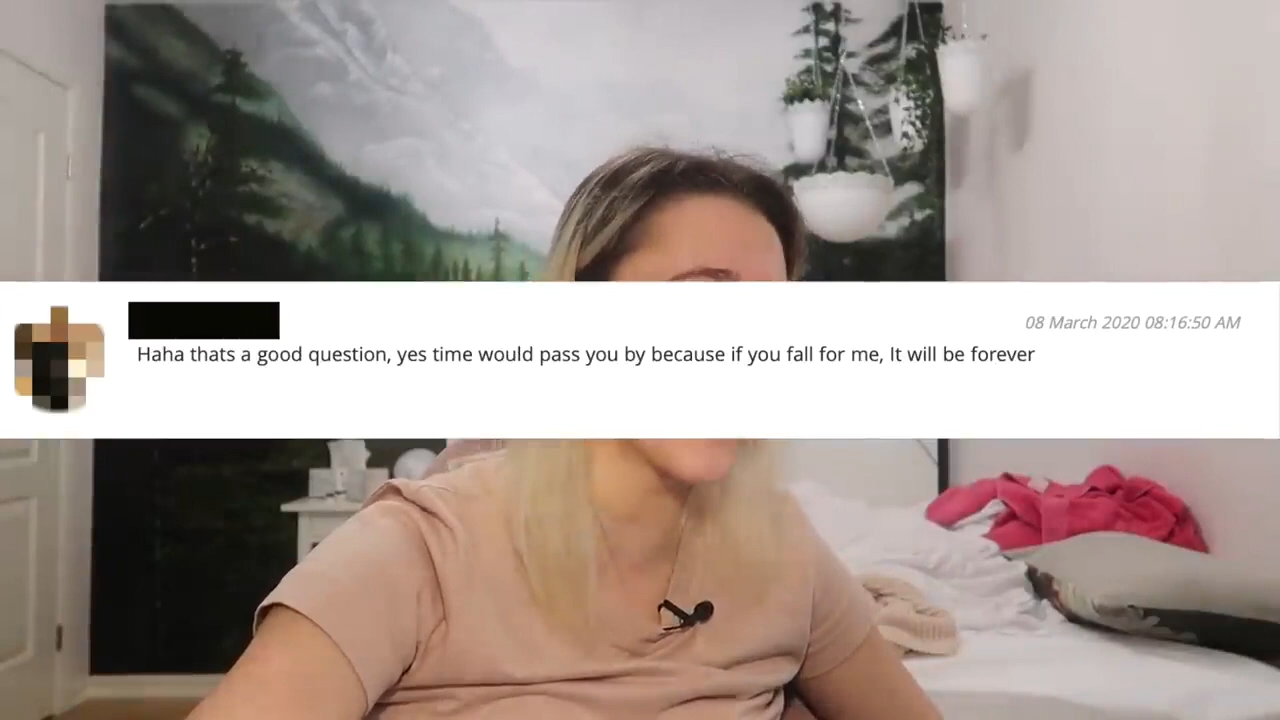 08 March 2020 08:16:50 AM
Haha thats a good question, yes time would pass you by because if you fall for me, It will be forever